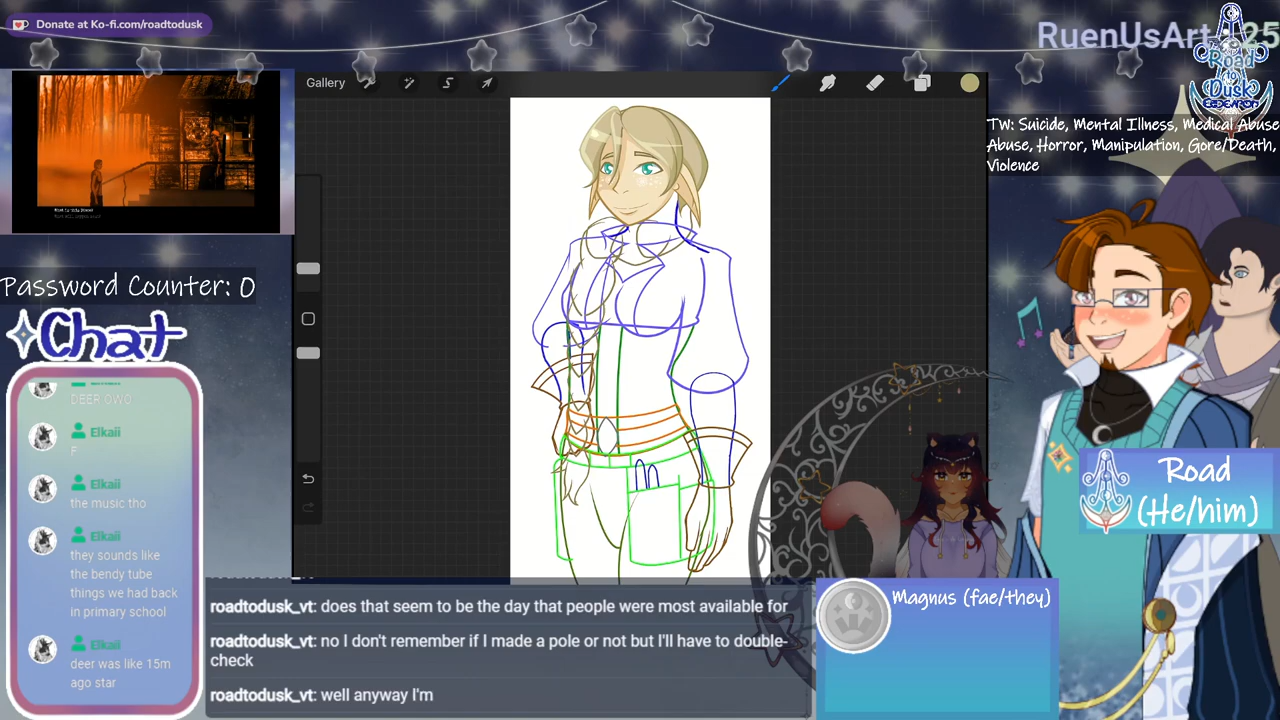 Donate at Ko-fi.com/roadtodusk
RuenUsArt 25
Road
to
Dusk
TW: Suicide, Mental Illness, Medical Abuse
Abuse, Horror, Manipulation, Gore/Death,
Violence
Gallery
Password Counter: 0
Chat
DEER OWO
Elkaii
F
Elkaii
the music tho
Elkaii
they sounds like
the bendy tube
things we had back
in primary school
Elkaii
deer was like 15m
ago star
Road
(He/him)
Magnus (fae/they)
roadtodusk_vt: does that seem to be the day that people were most available for
roadtodusk_vt: no I don't remember if I made a pole or not but I'll have to double-
check
roadtodusk_vt: well anyway I'm